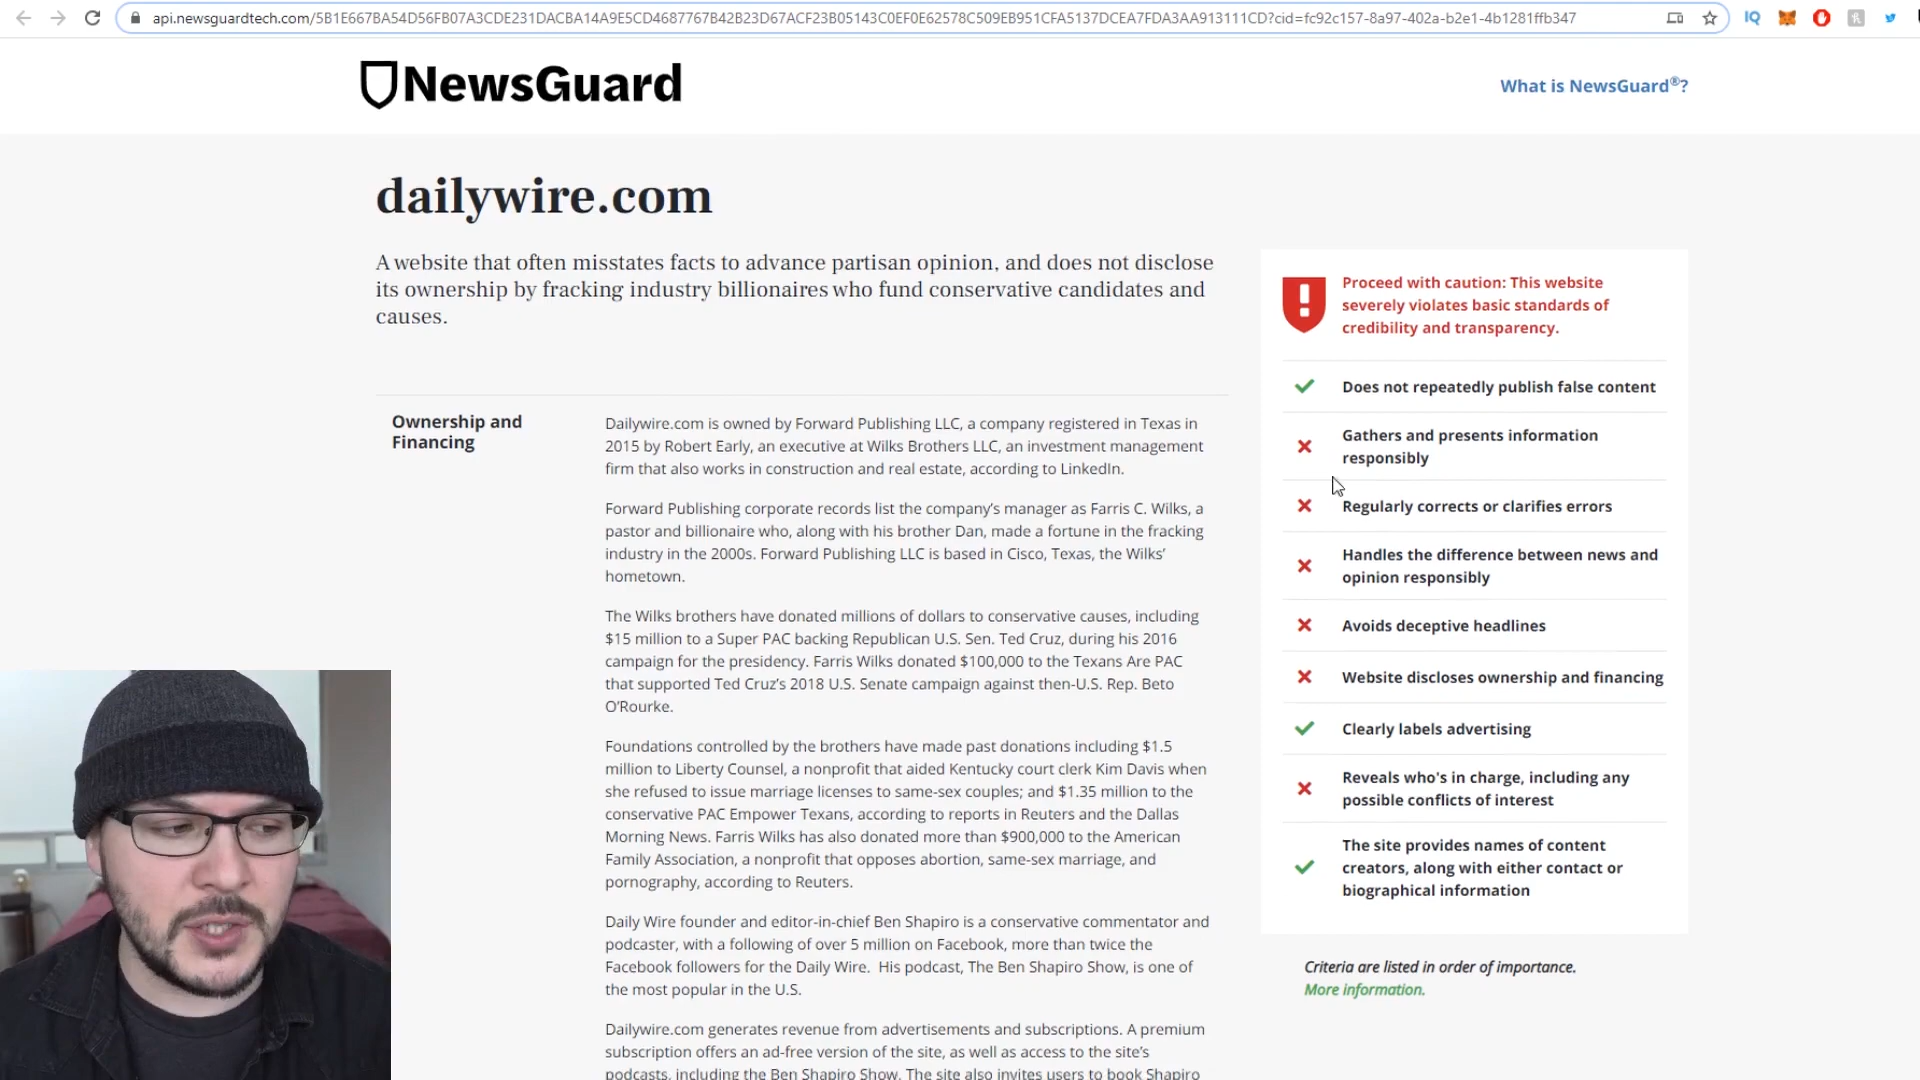 api.newsguardtech.com/5B1E667BA54D56FB07A3CDE231DACBA14A9E5CD4687767B42B23D67ACF23B05143C0EF0E62578C509EB951CFA5137DCEA7FDA3AA913111CD?cid=fc92c157-8a97-402a-b2e1-4b1281ffb347
IQ
NewsGuard
What is NewsGuard®?
dailywire.com
A website that often misstates facts to advance partisan opinion, and does not disclose
its ownership by fracking industry billionaires who fund conservative candidates and
causes.
Ownership and
Financing
Dailywire.com is owned by Forward Publishing LLC, a company registered in Texas in
2015 by Robert Early, an executive at Wilks Brothers LLC, an investment management
firm that also works in construction and real estate, according to LinkedIn.
Forward Publishing corporate records list the company’s manager as Farris C. Wilks, a
pastor and billionaire who, along with his brother Dan, made a fortune in the fracking
industry in the 2000s. Forward Publishing LLC is based in Cisco, Texas, the Wilks’
hometown.
The Wilks brothers have donated millions of dollars to conservative causes, including
$15 million to a Super PAC backing Republican U.S. Sen. Ted Cruz, during his 2016
campaign for the presidency. Farris Wilks donated $100,000 to the Texans Are PAC
that supported Ted Cruz’s 2018 U.S. Senate campaign against then-U.S. Rep. Beto
O’Rourke.
Foundations controlled by the brothers have made past donations including $1.5
million to Liberty Counsel, a nonprofit that aided Kentucky court clerk Kim Davis when
she refused to issue marriage licenses to same-sex couples; and $1.35 million to the
conservative PAC Empower Texans, according to reports in Reuters and the Dallas
Morning News. Farris Wilks has also donated more than $900,000 to the American
Family Association, a nonprofit that opposes abortion, same-sex marriage, and
pornography, according to Reuters.
Daily Wire founder and editor-in-chief Ben Shapiro is a conservative commentator and
podcaster, with a following of over 5 million on Facebook, more than twice the
Facebook followers for the Daily Wire. His podcast, The Ben Shapiro Show, is one of
the most popular in the U.S.
Dailywire.com generates revenue from advertisements and subscriptions. A premium
subscription offers an ad-free version of the site, as well as access to the site’s
podcasts, including the Ben Shapiro Show. The site also invites users to book Shapiro
Proceed with caution: This website
severely violates basic standards of
credibility and transparency.
Does not repeatedly publish false content
Gathers and presents information
responsibly
Regularly corrects or clarifies errors
Handles the difference between news and
opinion responsibly
Avoids deceptive headlines
Website discloses ownership and financing
Clearly labels advertising
Reveals who's in charge, including any
possible conflicts of interest
The site provides names of content
creators, along with either contact or
biographical information
Criteria are listed in order of importance.
More information.